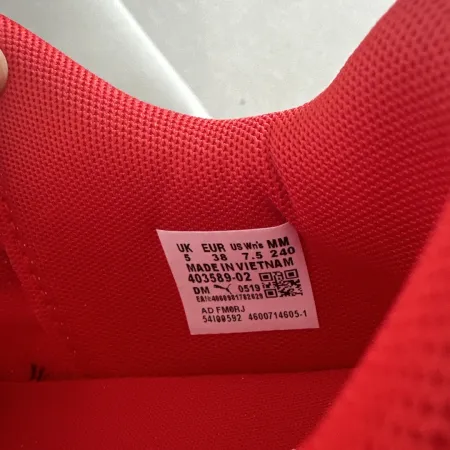 UK EUR US Wn's MM
5 38 7.5 240
MADE IN VIETNAM
403589-02
DM 0519
AD FM6RJ
4600714605-1